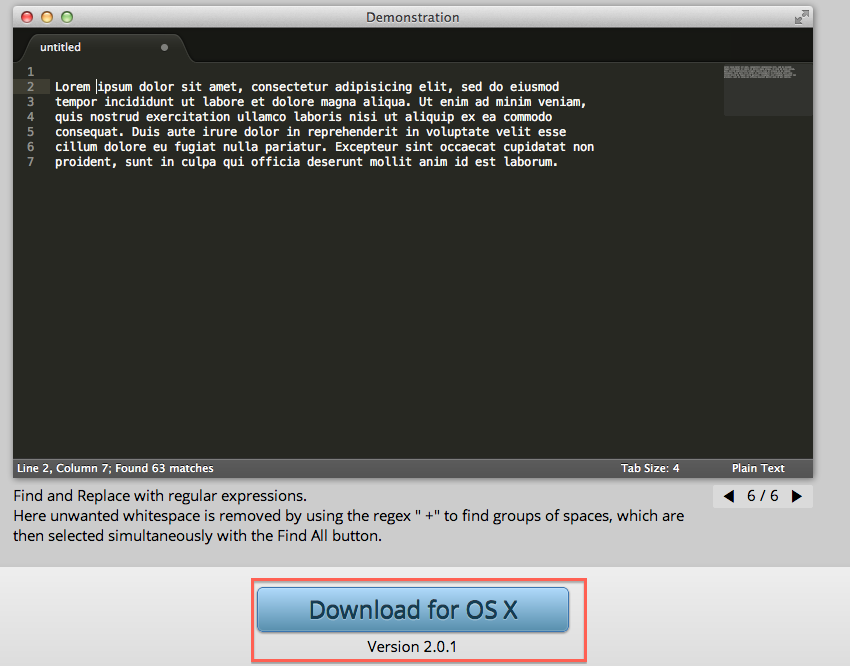 Demonstration
untitled
1
2 Lorem ipsum dolor sit amet, consectetur adipisicing elit, sed do eiusmod
3 tempor incididunt ut labore et dolore magna aliqua. Ut enim ad minim veniam,
4 quis nostrud exercitation ullamco laboris nisi ut aliquip ex ea commodo
5 consequat. Duis aute irure dolor in reprehenderit in voluptate velit esse
6 cillum dolore eu fugiat nulla pariatur. Excepteur sint occaecat cupidatat non
7 proident, sunt in culpa qui officia deserunt mollit anim id est laborum.
Line 2, Column 7; Found 63 matches Tab Size: 4 Plain Text
Find and Replace with regular expressions. ◀ 6 / 6 ▶
Here unwanted whitespace is removed by using the regex " +" to find groups of spaces, which are
then selected simultaneously with the Find All button.
Download for OS X
Version 2.0.1